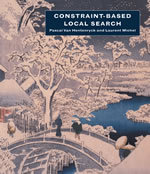 CONSTRAINT-BASED
LOCAL SEARCH
Pascal Van Hentenryck and Laurent Michel